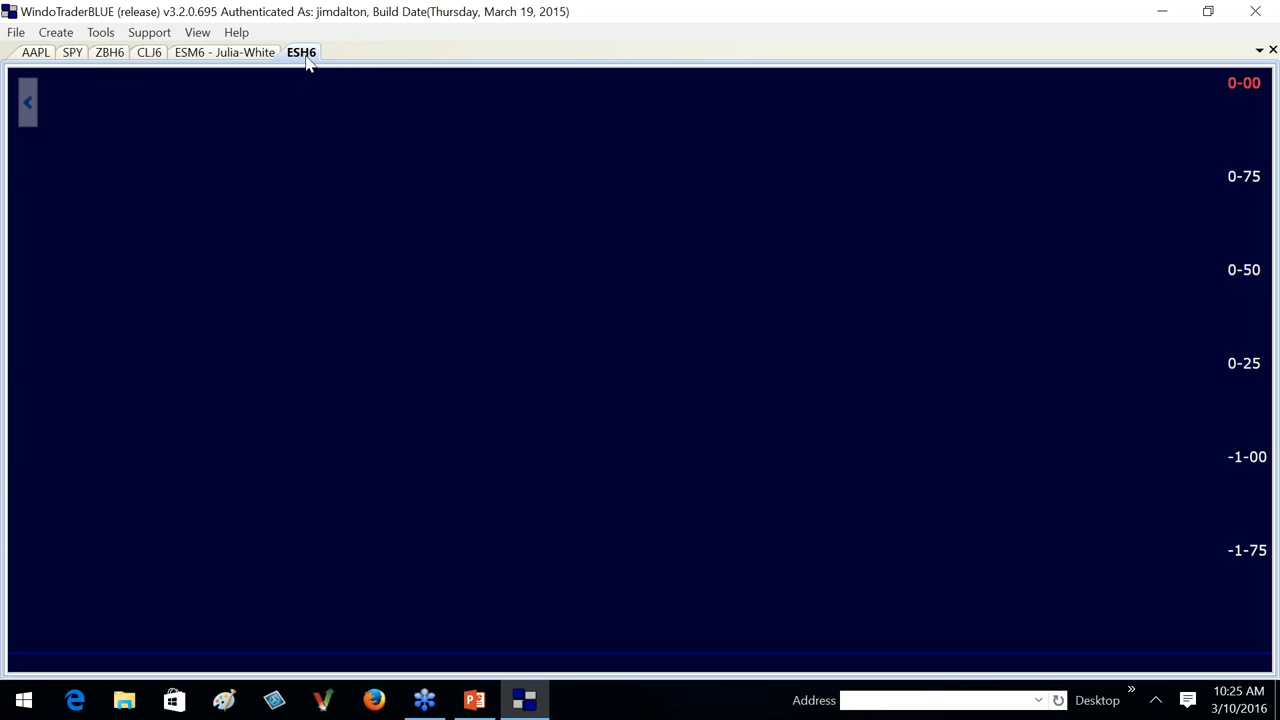 WindoTraderBLUE (release) v3.2.0.695 Authenticated As: jimdalton, Build Date(Thursday, March 19, 2015)
File Create Tools Support View Help
AAPL SPY ZBH6 CLJ6 ESM6 - Julia-White ESH6
0-00
0-75
0-50
0-25
-1-00
-1-75
Address Desktop
10:25 AM
3/10/2016